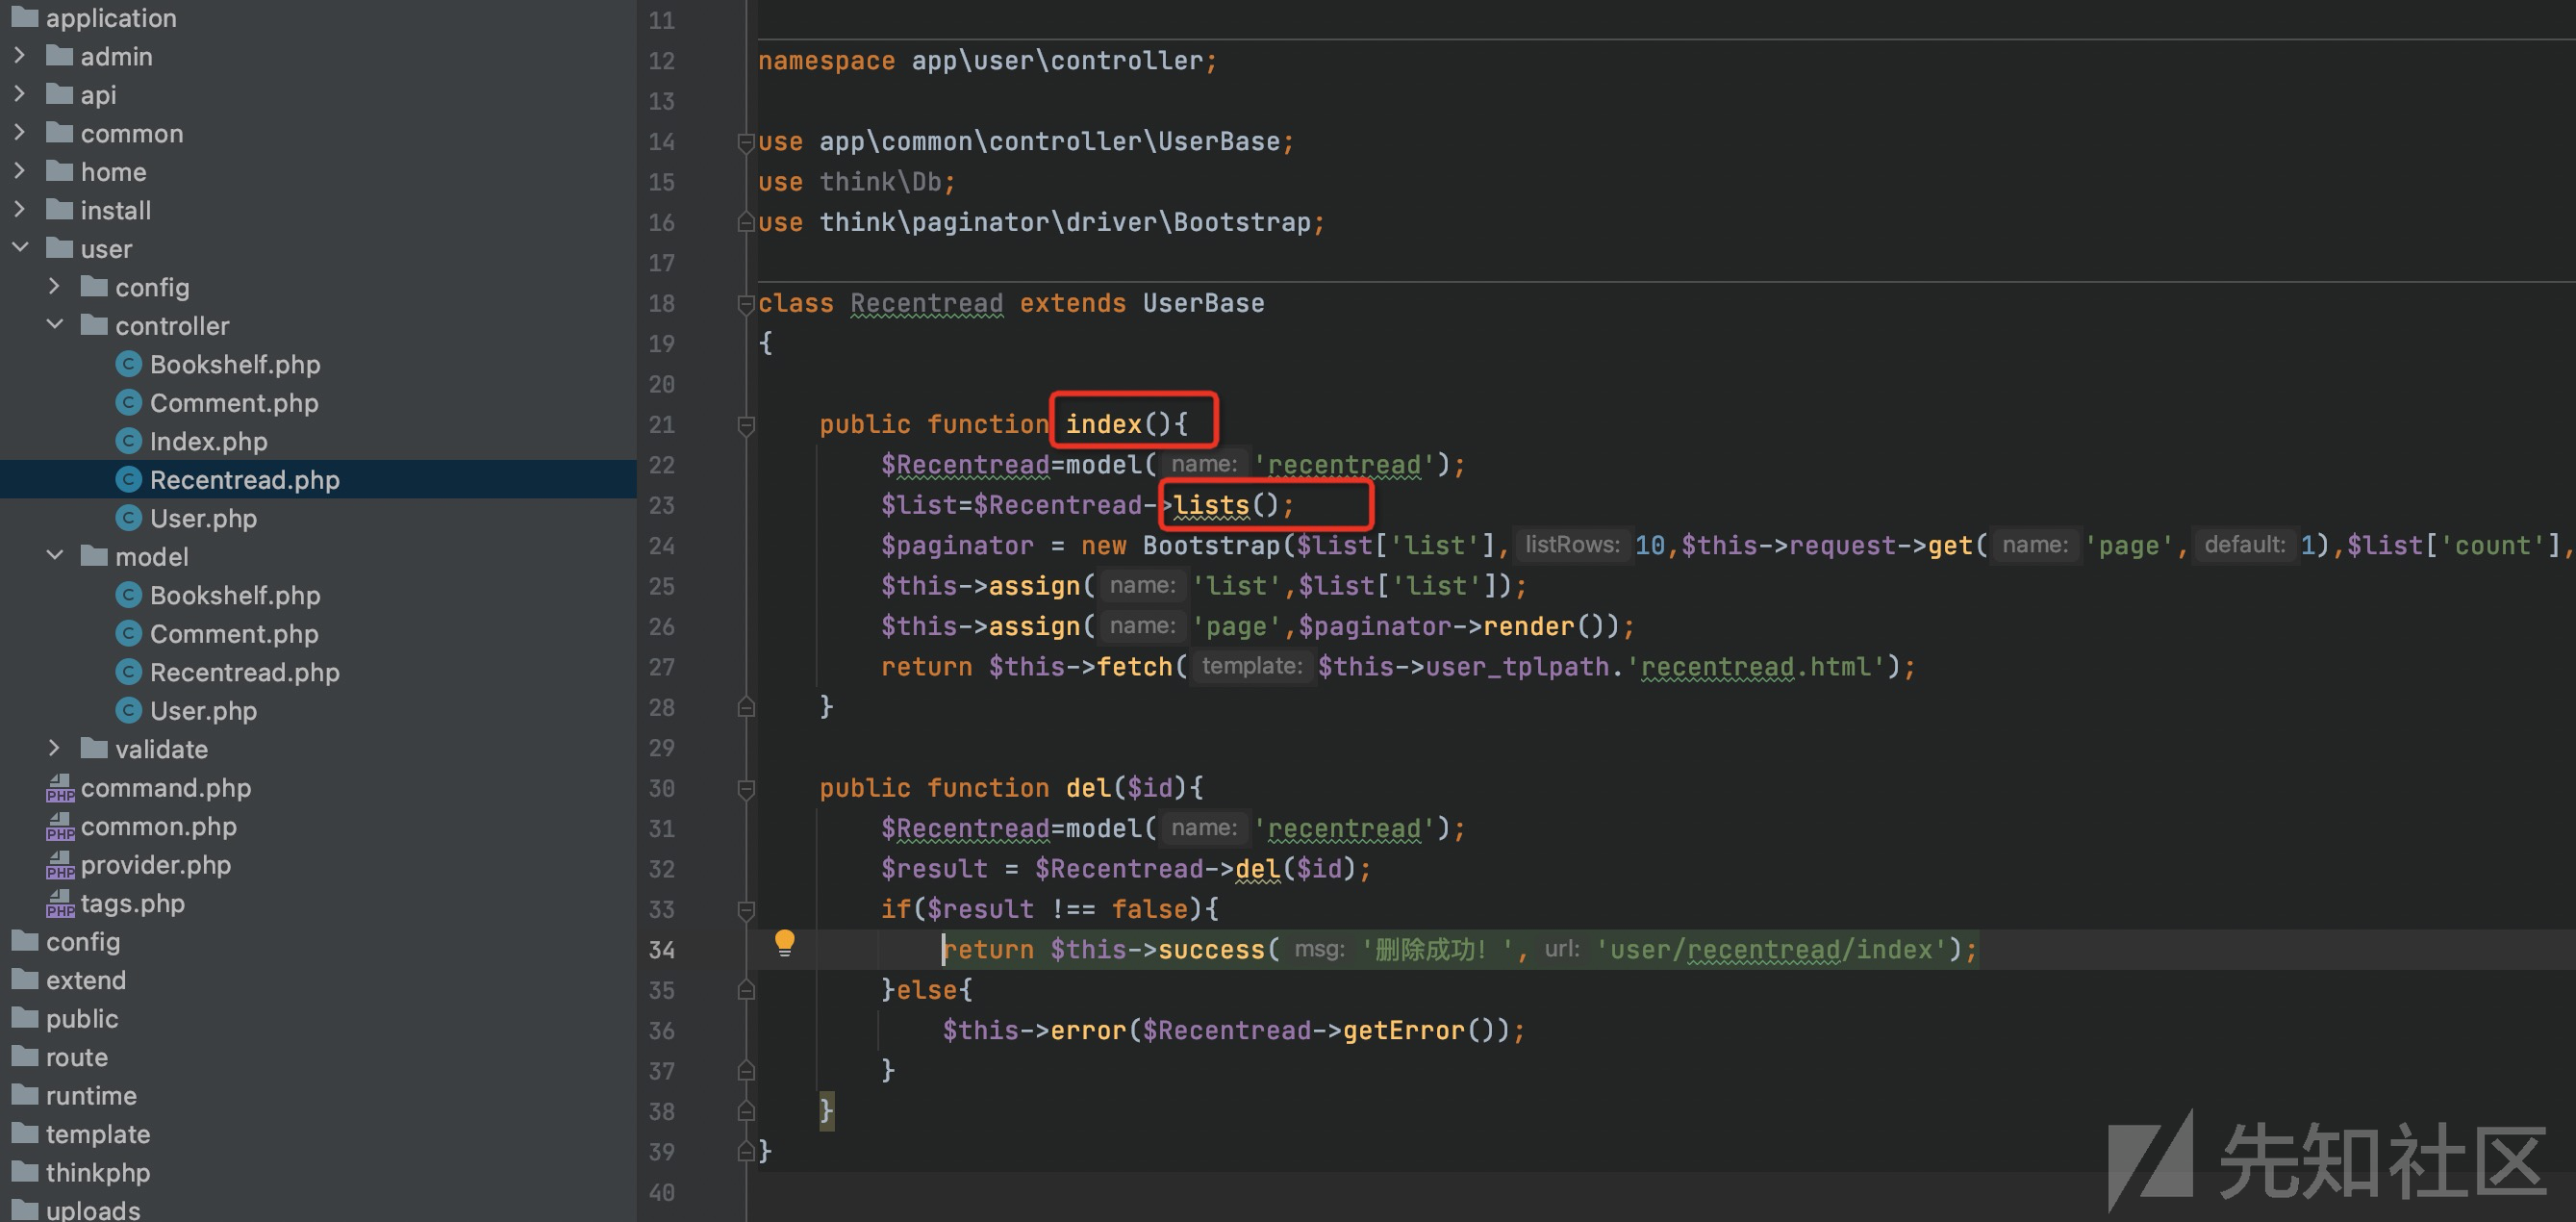 application
admin
api
common
home
install
user
config
controller
Bookshelf.php
Comment.php
Index.php
Recentread.php
User.php
model
Bookshelf.php
Comment.php
Recentread.php
User.php
validate
command.php
common.php
provider.php
tags.php
config
extend
public
route
runtime
template
thinkphp
uploads
11
12 namespace app\user\controller;
13
14 use app\common\controller\UserBase;
15 use think\Db;
16 use think\paginator\driver\Bootstrap;
17
18 class Recentread extends UserBase
19 {
20
21 public function index(){
22 $Recentread=model( name: 'recentread');
23 $list=$Recentread->lists();
24 $paginator = new Bootstrap($list['list'], listRows: 10,$this->request->get( name: 'page', default: 1),$list['count'],
25 $this->assign( name: 'list',$list['list']);
26 $this->assign( name: 'page',$paginator->render());
27 return $this->fetch( template: $this->user_tplpath.'recentread.html');
28 }
29
30 public function del($id){
31 $Recentread=model( name: 'recentread');
32 $result = $Recentread->del($id);
33 if($result !== false){
34 return $this->success( msg: '删除成功！', url: 'user/recentread/index');
35 }else{
36 $this->error($Recentread->getError());
37 }
38 }
39 }
40
先知社区